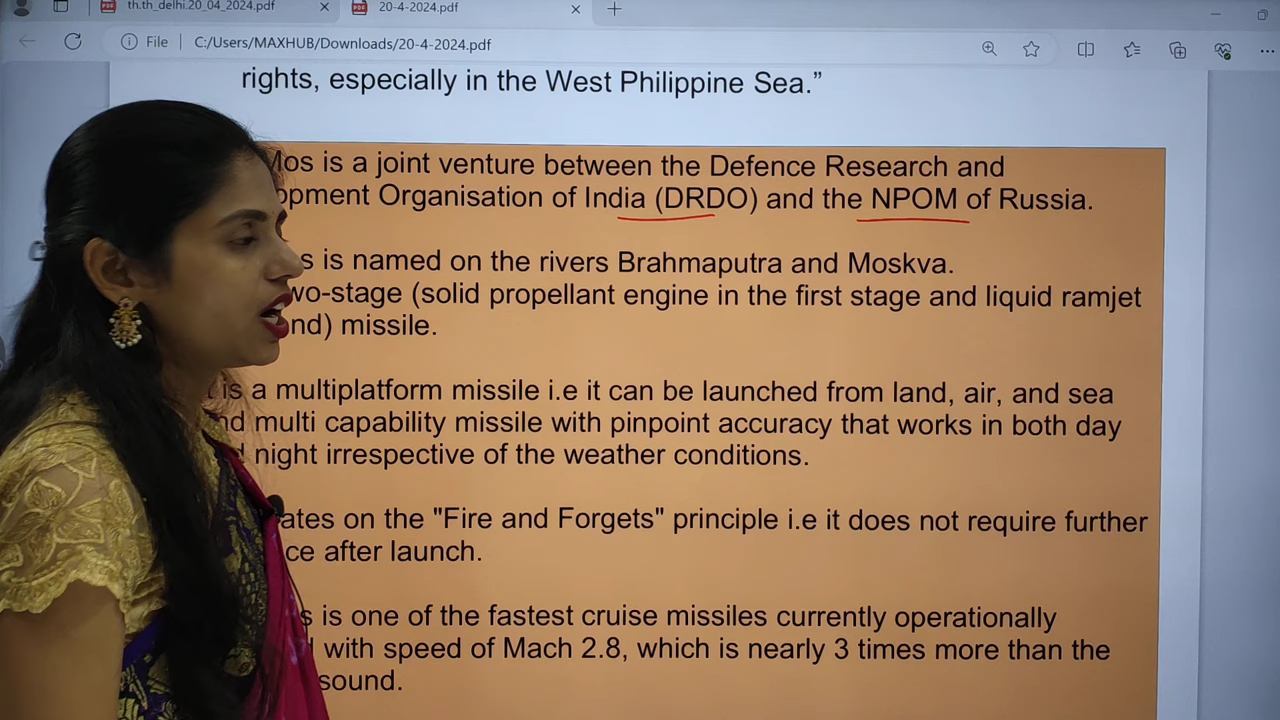 th.th_delhi.20_04_2024.pdf
20-4-2024.pdf
File
C:/Users/MAXHUB/Downloads/20-4-2024.pdf
rights, especially in the West Philippine Sea.”
Mos is a joint venture between the Defence Research and
opment Organisation of India (DRDO) and the NPOM of Russia.
s is named on the rivers Brahmaputra and Moskva.
wo-stage (solid propellant engine in the first stage and liquid ramjet
nd) missile.
is a multiplatform missile i.e it can be launched from land, air, and sea
nd multi capability missile with pinpoint accuracy that works in both day
night irrespective of the weather conditions.
ates on the "Fire and Forgets" principle i.e it does not require further
ce after launch.
s is one of the fastest cruise missiles currently operationally
with speed of Mach 2.8, which is nearly 3 times more than the
sound.